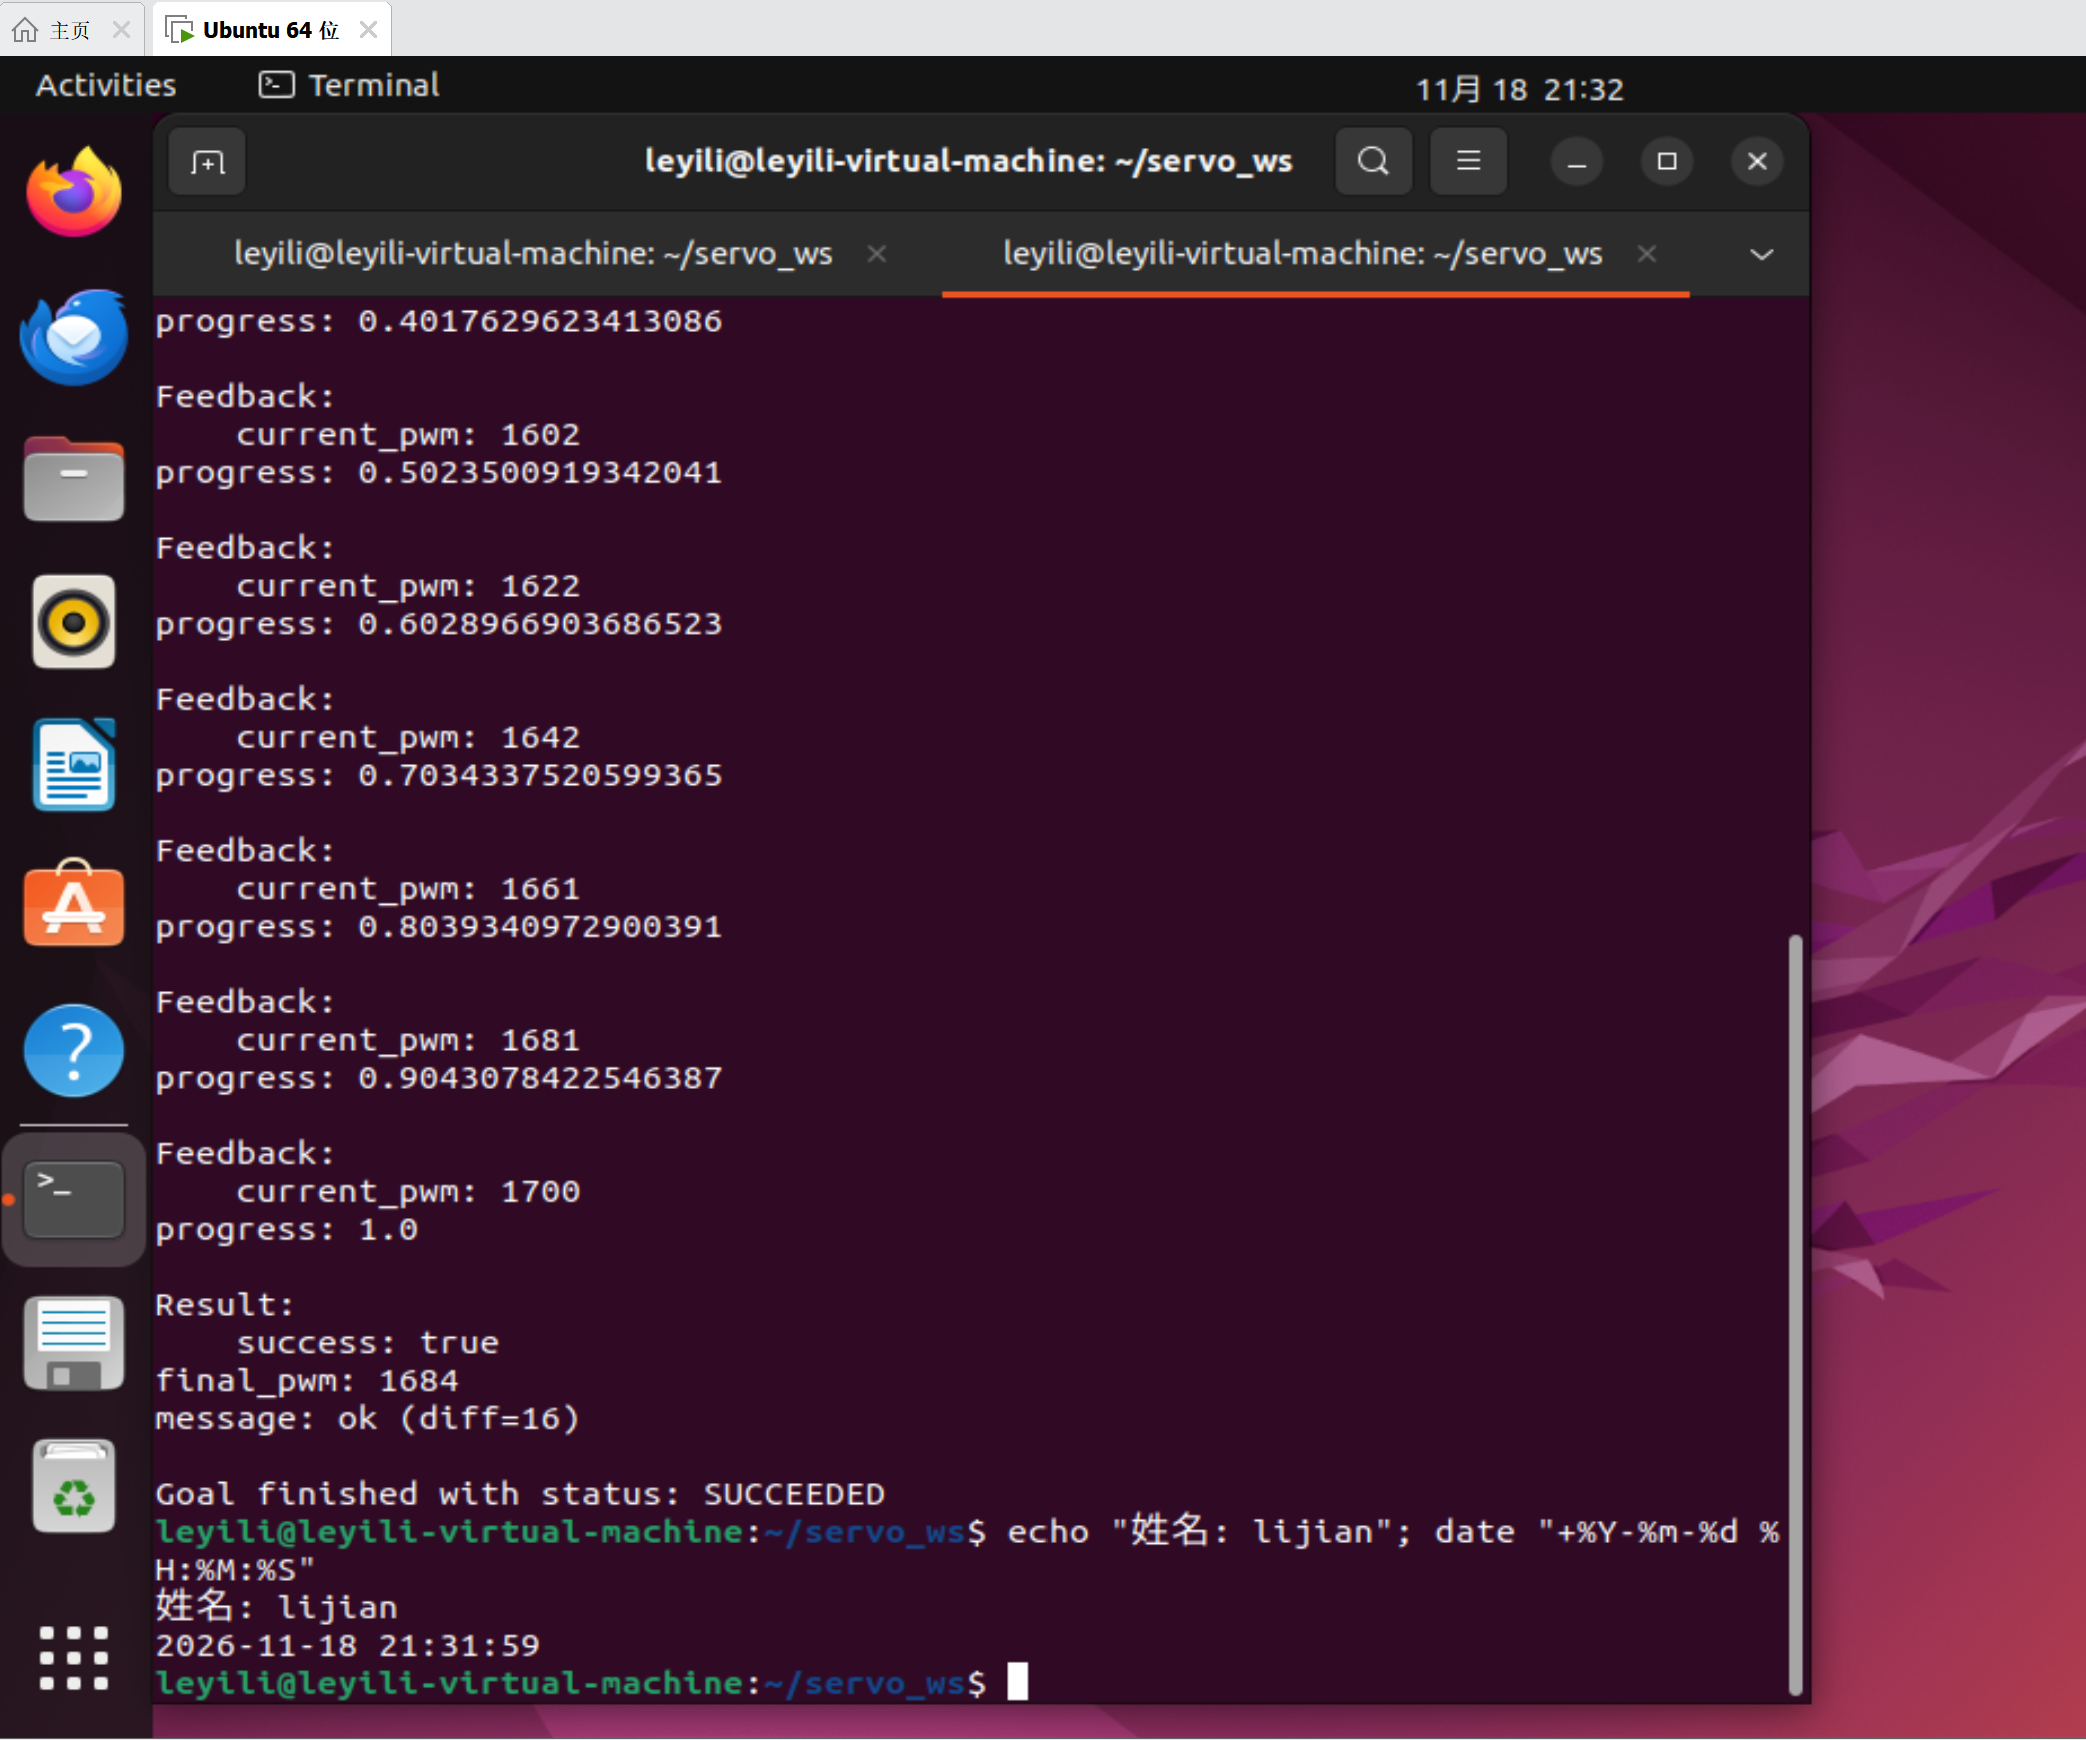 主页
Ubuntu 64 位
Activities
Terminal
11月 18 21:32
leyili@leyili-virtual-machine: ~/servo_ws
leyili@leyili-virtual-machine: ~/servo_ws
leyili@leyili-virtual-machine: ~/servo_ws
progress: 0.4017629623413086
Feedback:
current_pwm: 1602
progress: 0.5023500919342041
Feedback:
current_pwm: 1622
progress: 0.6028966903686523
Feedback:
current_pwm: 1642
progress: 0.7034337520599365
Feedback:
current_pwm: 1661
progress: 0.8039340972900391
Feedback:
current_pwm: 1681
progress: 0.9043078422546387
Feedback:
current_pwm: 1700
progress: 1.0
Result:
success: true
final_pwm: 1684
message: ok (diff=16)
Goal finished with status: SUCCEEDED
leyili@leyili-virtual-machine:~/servo_ws$ echo "姓名: lijian"; date "+%Y-%m-%d %
H:%M:%S"
姓名: lijian
2026-11-18 21:31:59
leyili@leyili-virtual-machine:~/servo_ws$